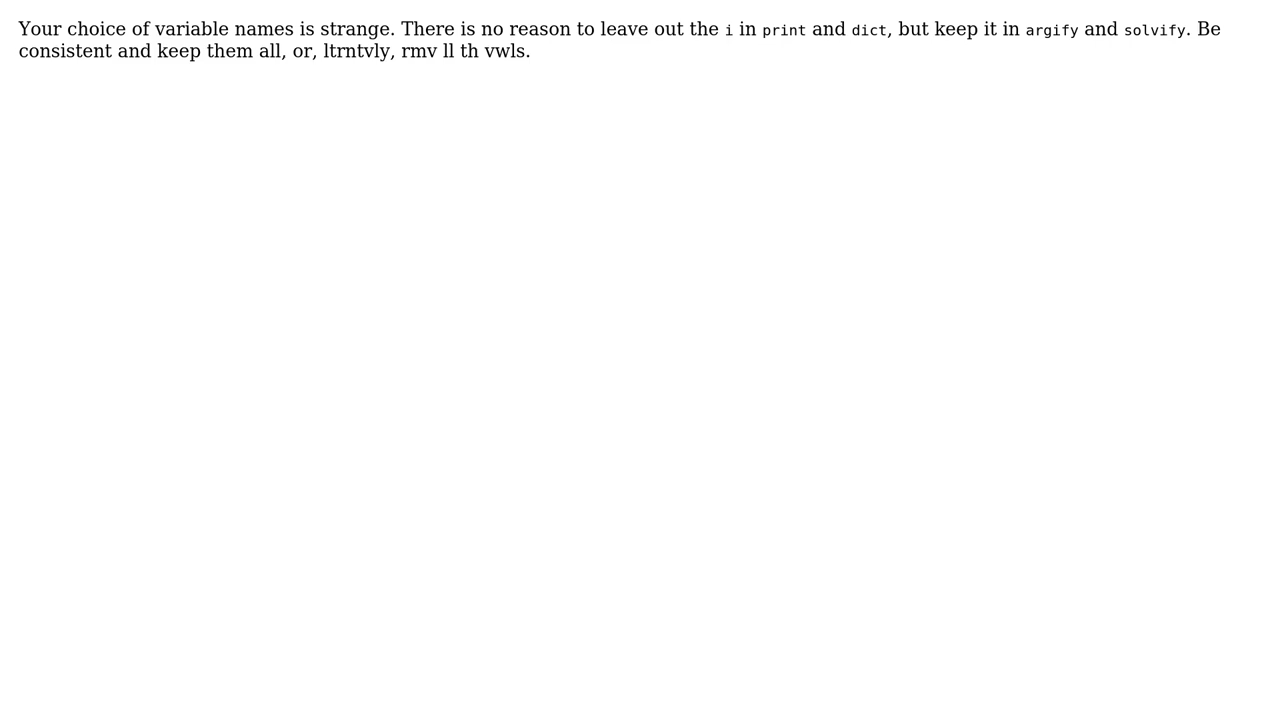 Your choice of variable names is strange. There is no reason to leave out the i in print and dict, but keep it in argify and solvify. Be
consistent and keep them all, or, ltrntvly, rmv ll th vwls.